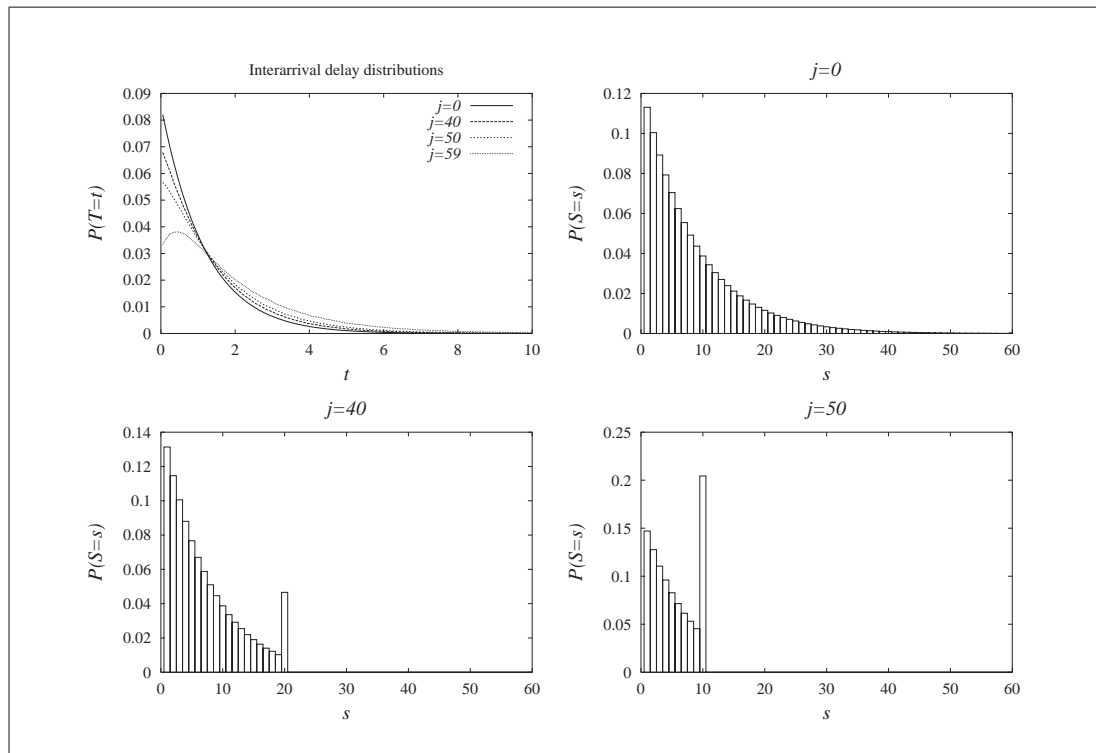 Interarrival delay distributions
P(T=t)
0.09
0.08
0.07
0.06
0.05
0.04
0.03
0.02
0.01
0
j=0
j=40
j=50
j=59
0 2 4 6 8 10
t
j=0
P(S=s)
0.12
0.1
0.08
0.06
0.04
0.02
0
0 10 20 30 40 50 60
s
j=40
P(S=s)
0.14
0.12
0.1
0.08
0.06
0.04
0.02
0
0 10 20 30 40 50 60
s
j=50
P(S=s)
0.25
0.2
0.15
0.1
0.05
0
0 10 20 30 40 50 60
s